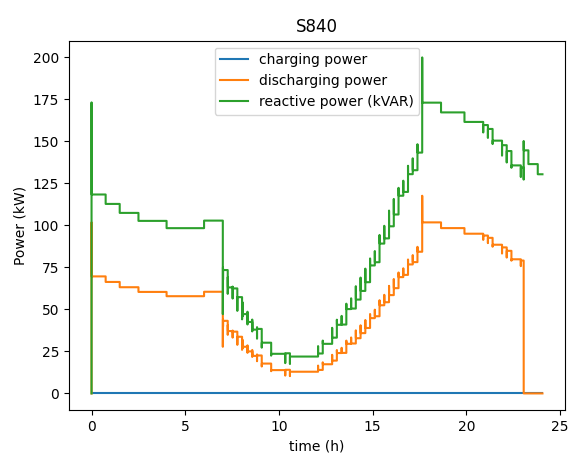 S840
charging power
discharging power
reactive power (kVAR)
Power (kW)
200
175
150
125
100
75
50
25
0
0 5 10 15 20 25
time (h)